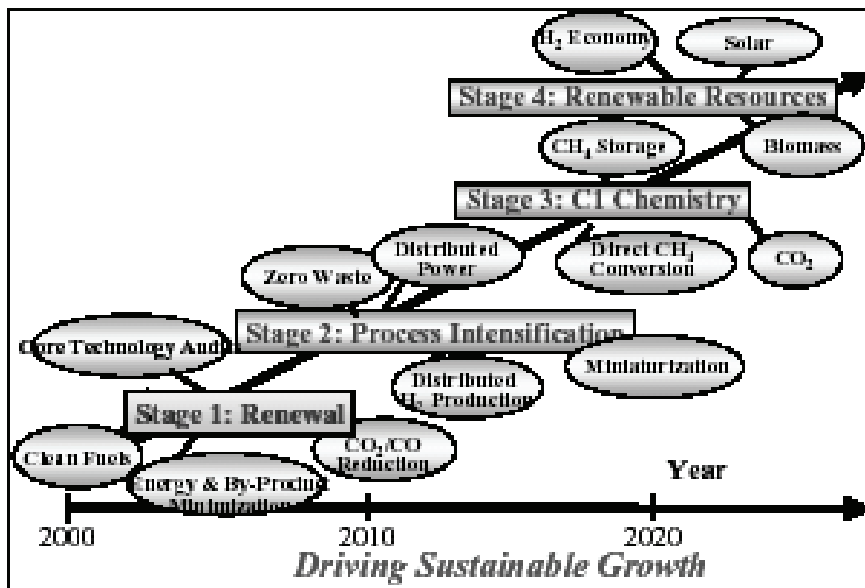 H₂ Economy
Solar
Stage 4: Renewable Resources
CH₄ Storage
Biomass
Stage 3: C1 Chemistry
Distributed
Power
Direct CH₄
Conversion
CO₂
Zero Waste
Stage 2: Process Intensification
Core Technology Audits
Distributed
H₂ Production
Miniaturization
Stage 1: Renewal
Clean Fuels
CO₂/CO
Reduction
Energy & By-Product
Minimization
Year
2000
2010
2020
Driving Sustainable Growth